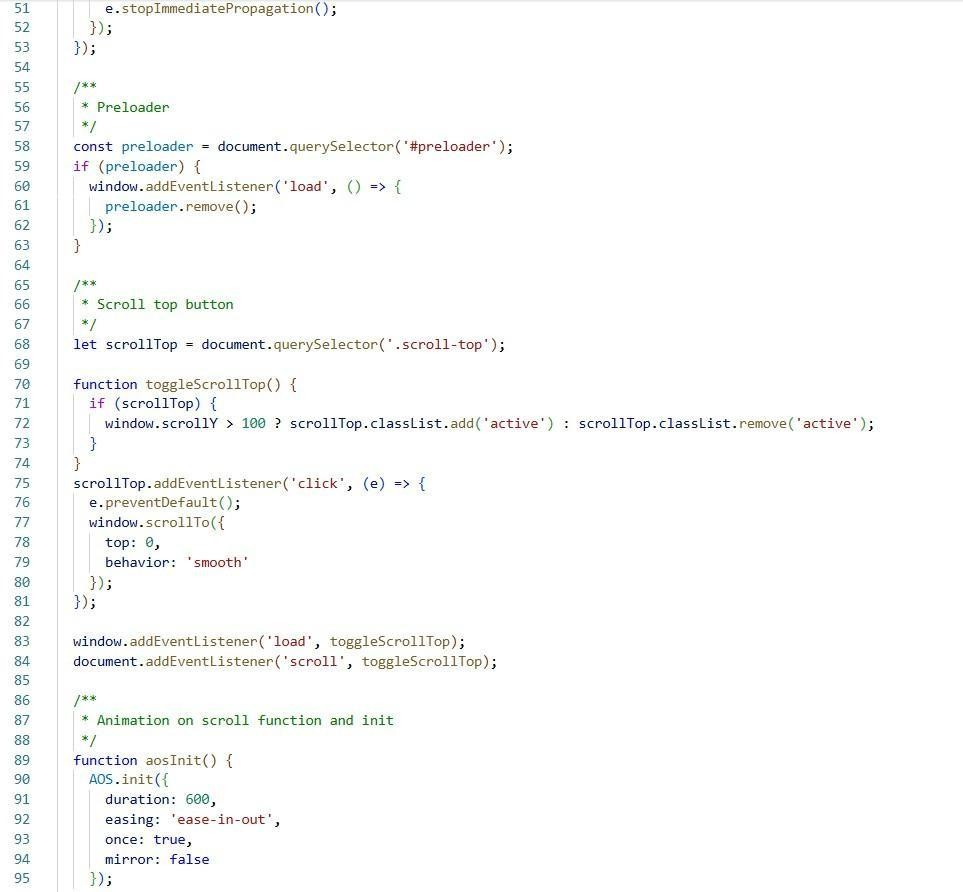 51 e.stopImmediatePropagation();
52 });
53 });
54
55 /**
56 * Preloader
57 */
58 const preloader = document.querySelector('#preloader');
59 if (preloader) {
60 window.addEventListener('load', () => {
61 preloader.remove();
62 });
63 }
64
65 /**
66 * Scroll top button
67 */
68 let scrollTop = document.querySelector('.scroll-top');
69
70 function toggleScrollTop() {
71 if (scrollTop) {
72 window.scrollY > 100 ? scrollTop.classList.add('active') : scrollTop.classList.remove('active');
73 }
74 }
75 scrollTop.addEventListener('click', (e) => {
76 e.preventDefault();
77 window.scrollTo({
78 top: 0,
79 behavior: 'smooth'
80 });
81 });
82
83 window.addEventListener('load', toggleScrollTop);
84 document.addEventListener('scroll', toggleScrollTop);
85
86 /**
87 * Animation on scroll function and init
88 */
89 function aosInit() {
90 AOS.init({
91 duration: 600,
92 easing: 'ease-in-out',
93 once: true,
94 mirror: false
95 });